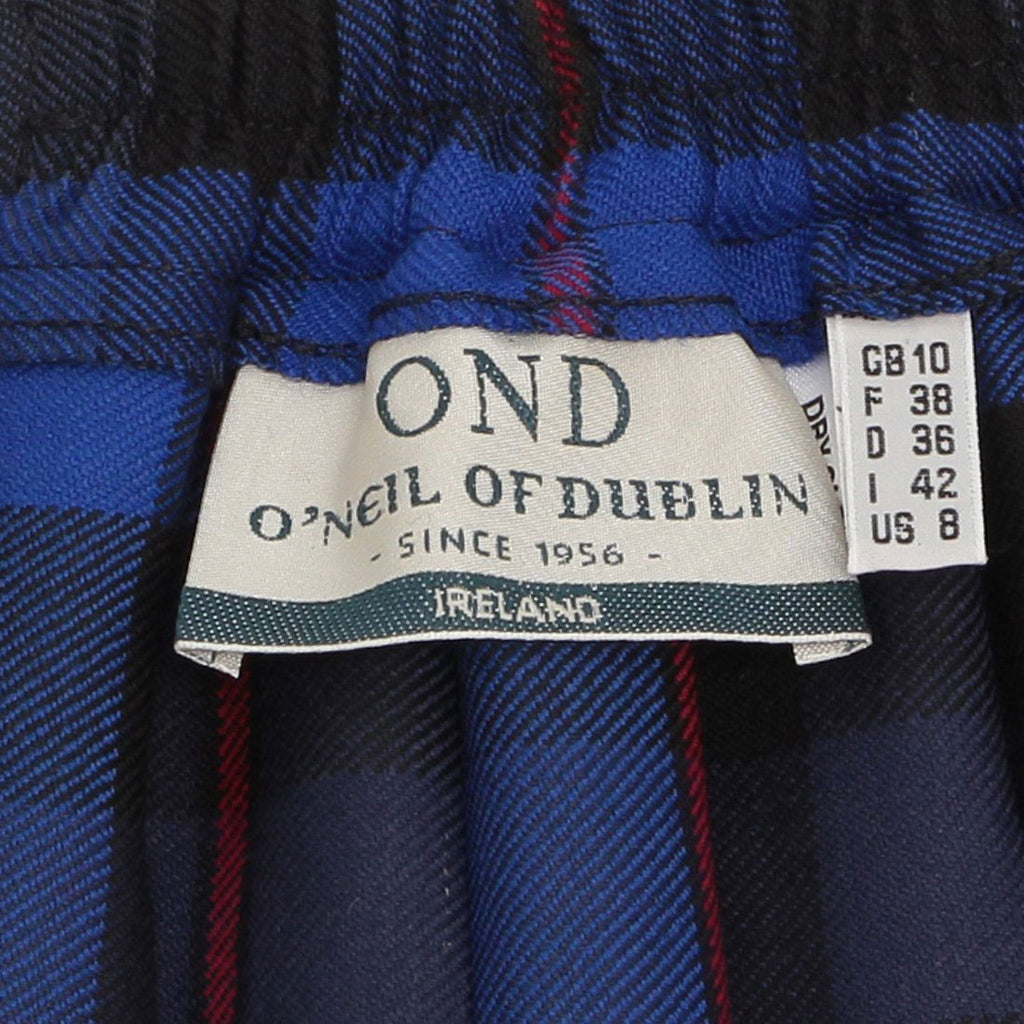 OND
O'NEIL OF DUBLIN
- SINCE 1956 -
IRELAND
GB 10
F 38
D 36
I 42
US 8